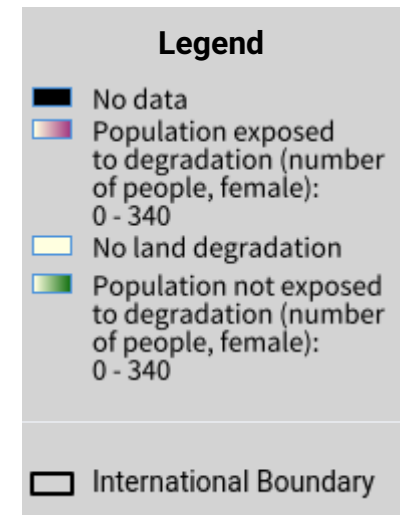 Legend
No data
Population exposed
to degradation (number
of people, female):
0 - 340
No land degradation
Population not exposed
to degradation (number
of people, female):
0 - 340
International Boundary